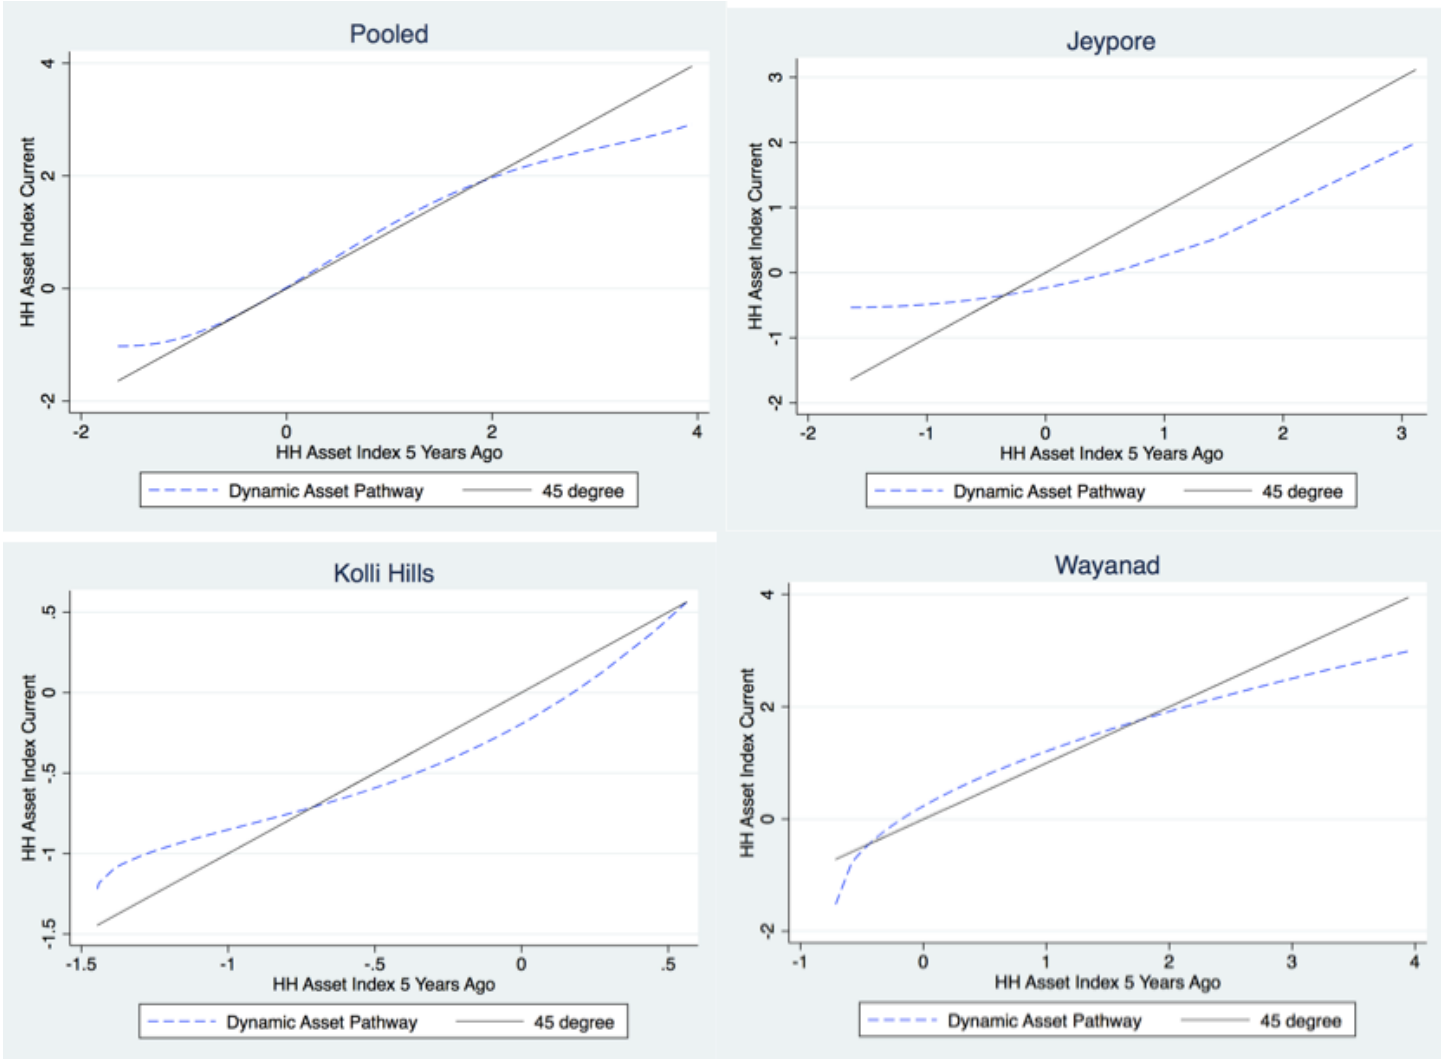 Pooled
HH Asset Index Current
4
2
0
-2
-2 0 2 4
HH Asset Index 5 Years Ago
Dynamic Asset Pathway 45 degree
Jeypore
HH Asset Index Current
3
2
1
0
-1
-2
-2 -1 0 1 2 3
HH Asset Index 5 Years Ago
Dynamic Asset Pathway 45 degree
Kolli Hills
HH Asset Index Current
.5
0
-.5
-1
-1.5
-1.5 -1 -.5 0 .5
HH Asset Index 5 Years Ago
Dynamic Asset Pathway 45 degree
Wayanad
HH Asset Index Current
4
2
0
-2
-1 0 1 2 3 4
HH Asset Index 5 Years Ago
Dynamic Asset Pathway 45 degree